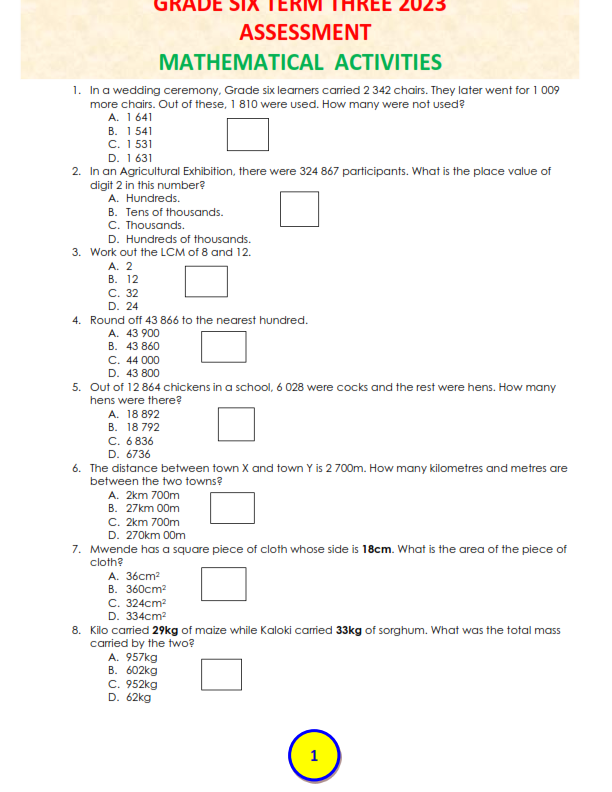 GRADE SIX TERM THREE 2023
ASSESSMENT
MATHEMATICAL ACTIVITIES
1. In a wedding ceremony, Grade six learners carried 2 342 chairs. They later went for 1 009
more chairs. Out of these, 1 810 were used. How many were not used?
A. 1 641
B. 1 541
C. 1 531
D. 1 631
2. In an Agricultural Exhibition, there were 324 867 participants. What is the place value of
digit 2 in this number?
A. Hundreds.
B. Tens of thousands.
C. Thousands.
D. Hundreds of thousands.
3. Work out the LCM of 8 and 12.
A. 2
B. 12
C. 32
D. 24
4. Round off 43 866 to the nearest hundred.
A. 43 900
B. 43 860
C. 44 000
D. 43 800
5. Out of 12 864 chickens in a school, 6 028 were cocks and the rest were hens. How many
hens were there?
A. 18 892
B. 18 792
C. 6 836
D. 6736
6. The distance between town X and town Y is 2 700m. How many kilometres and metres are
between the two towns?
A. 2km 700m
B. 27km 00m
C. 2km 700m
D. 270km 00m
7. Mwende has a square piece of cloth whose side is 18cm. What is the area of the piece of
cloth?
A. 36cm²
B. 360cm²
C. 324cm²
D. 334cm²
8. Kilo carried 29kg of maize while Kaloki carried 33kg of sorghum. What was the total mass
carried by the two?
A. 957kg
B. 602kg
C. 952kg
D. 62kg
1